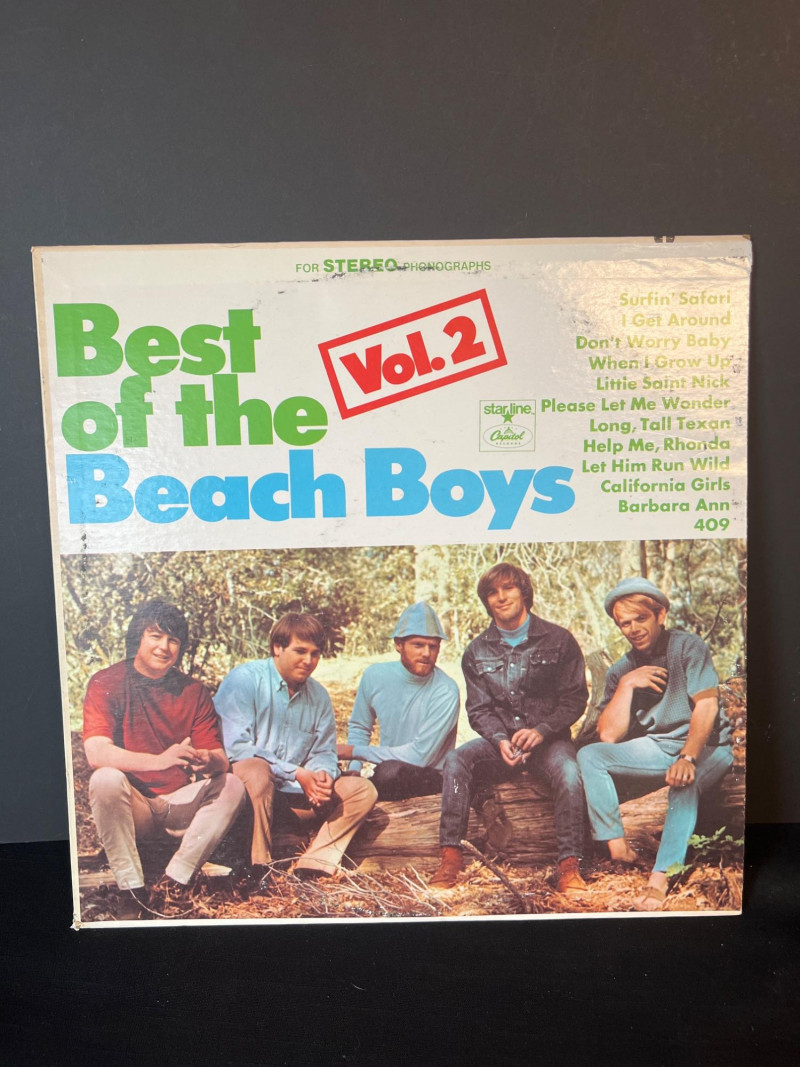 FOR STEREO PHONOGRAPHS
Best
of the
Beach Boys
Vol. 2
starline
Capitol
RECORDS
Surfin' Safari
I Get Around
Don't Worry Baby
When I Grow Up
Little Saint Nick
Please Let Me Wonder
Long, Tall Texan
Help Me, Rhonda
Let Him Run Wild
California Girls
Barbara Ann
409